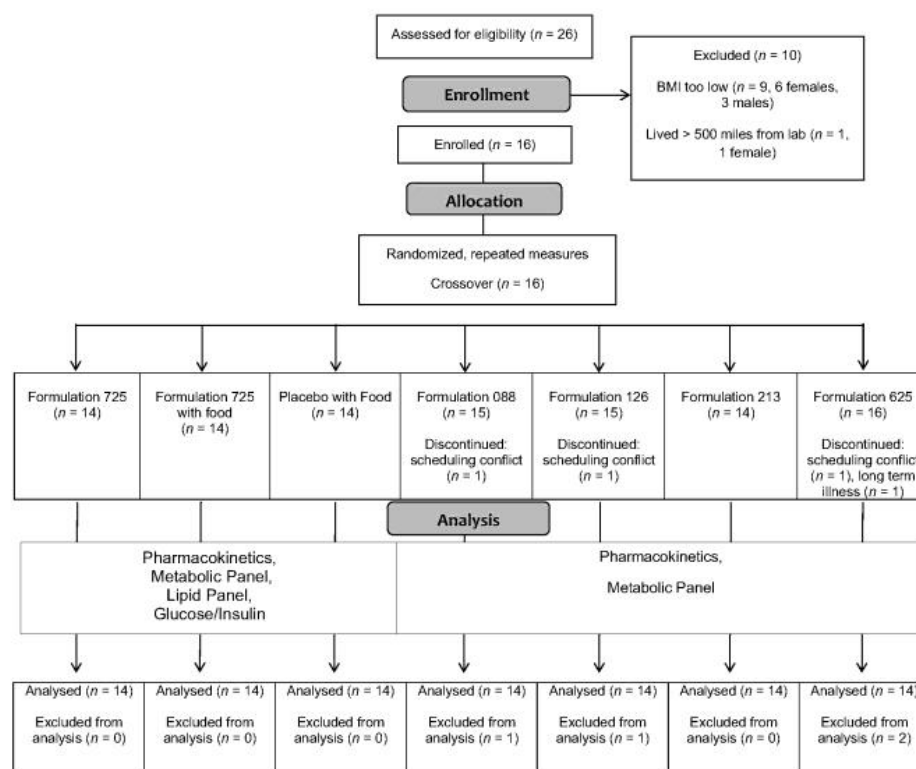 Assessed for eligibility (n = 26)
Excluded (n = 10)
BMI too low (n = 9, 6 females,
3 males)
Lived > 500 miles from lab (n = 1,
1 female)
Enrollment
Enrolled (n = 16)
Allocation
Randomized, repeated measures
Crossover (n = 16)
Formulation 725
(n = 14)
Formulation 725
with food
(n = 14)
Placebo with Food
(n = 14)
Formulation 088
(n = 15)
Discontinued:
scheduling conflict
(n = 1)
Formulation 126
(n = 15)
Discontinued:
scheduling conflict
(n = 1)
Formulation 213
(n = 14)
Formulation 625
(n = 16)
Discontinued:
scheduling conflict
(n = 1), long term
illness (n = 1)
Analysis
Pharmacokinetics,
Metabolic Panel,
Lipid Panel,
Glucose/Insulin
Pharmacokinetics,
Metabolic Panel
Analysed (n = 14)
Excluded from
analysis (n = 0)
Analysed (n = 14)
Excluded from
analysis (n = 0)
Analysed (n = 14)
Excluded from
analysis (n = 0)
Analysed (n = 14)
Excluded from
analysis (n = 1)
Analysed (n = 14)
Excluded from
analysis (n = 1)
Analysed (n = 14)
Excluded from
analysis (n = 0)
Analysed (n = 14)
Excluded from
analysis (n = 2)